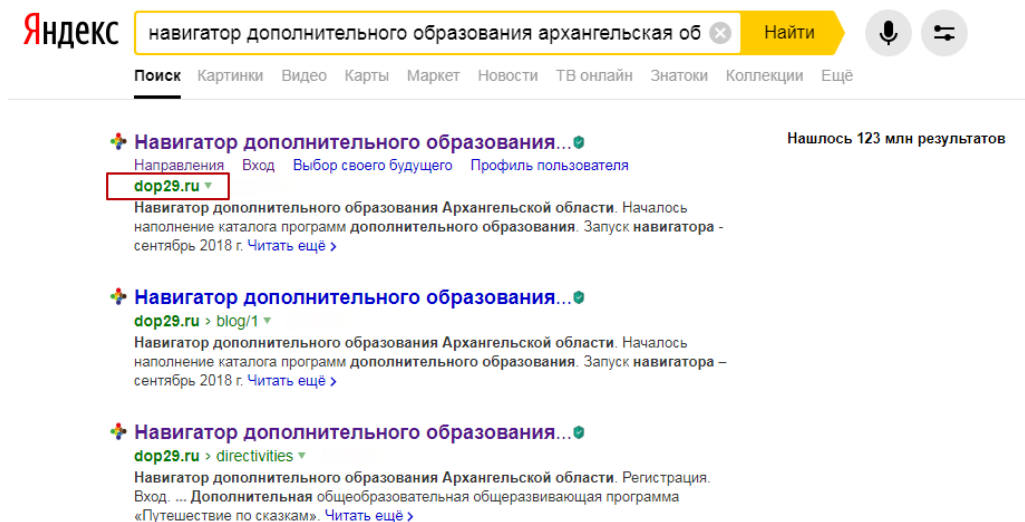 Яндекс
навигатор дополнительного образования архангельская об
Найти
Поиск Картинки Видео Карты Маркет Новости ТВ онлайн Знатоки Коллекции Ещё
Нашлось 123 млн результатов
Навигатор дополнительного образования...
Направления Вход Выбор своего будущего Профиль пользователя
dop29.ru
Навигатор дополнительного образования Архангельской области. Началось
наполнение каталога программ дополнительного образования. Запуск навигатора -
сентябрь 2018 г. Читать ещё >
Навигатор дополнительного образования...
dop29.ru > blog/1
Навигатор дополнительного образования Архангельской области. Началось
наполнение каталога программ дополнительного образования. Запуск навигатора –
сентябрь 2018 г. Читать ещё >
Навигатор дополнительного образования...
dop29.ru > directivities
Навигатор дополнительного образования Архангельской области. Регистрация.
Вход. ... Дополнительная общеобразовательная общеразвивающая программа
«Путешествие по сказкам». Читать ещё >